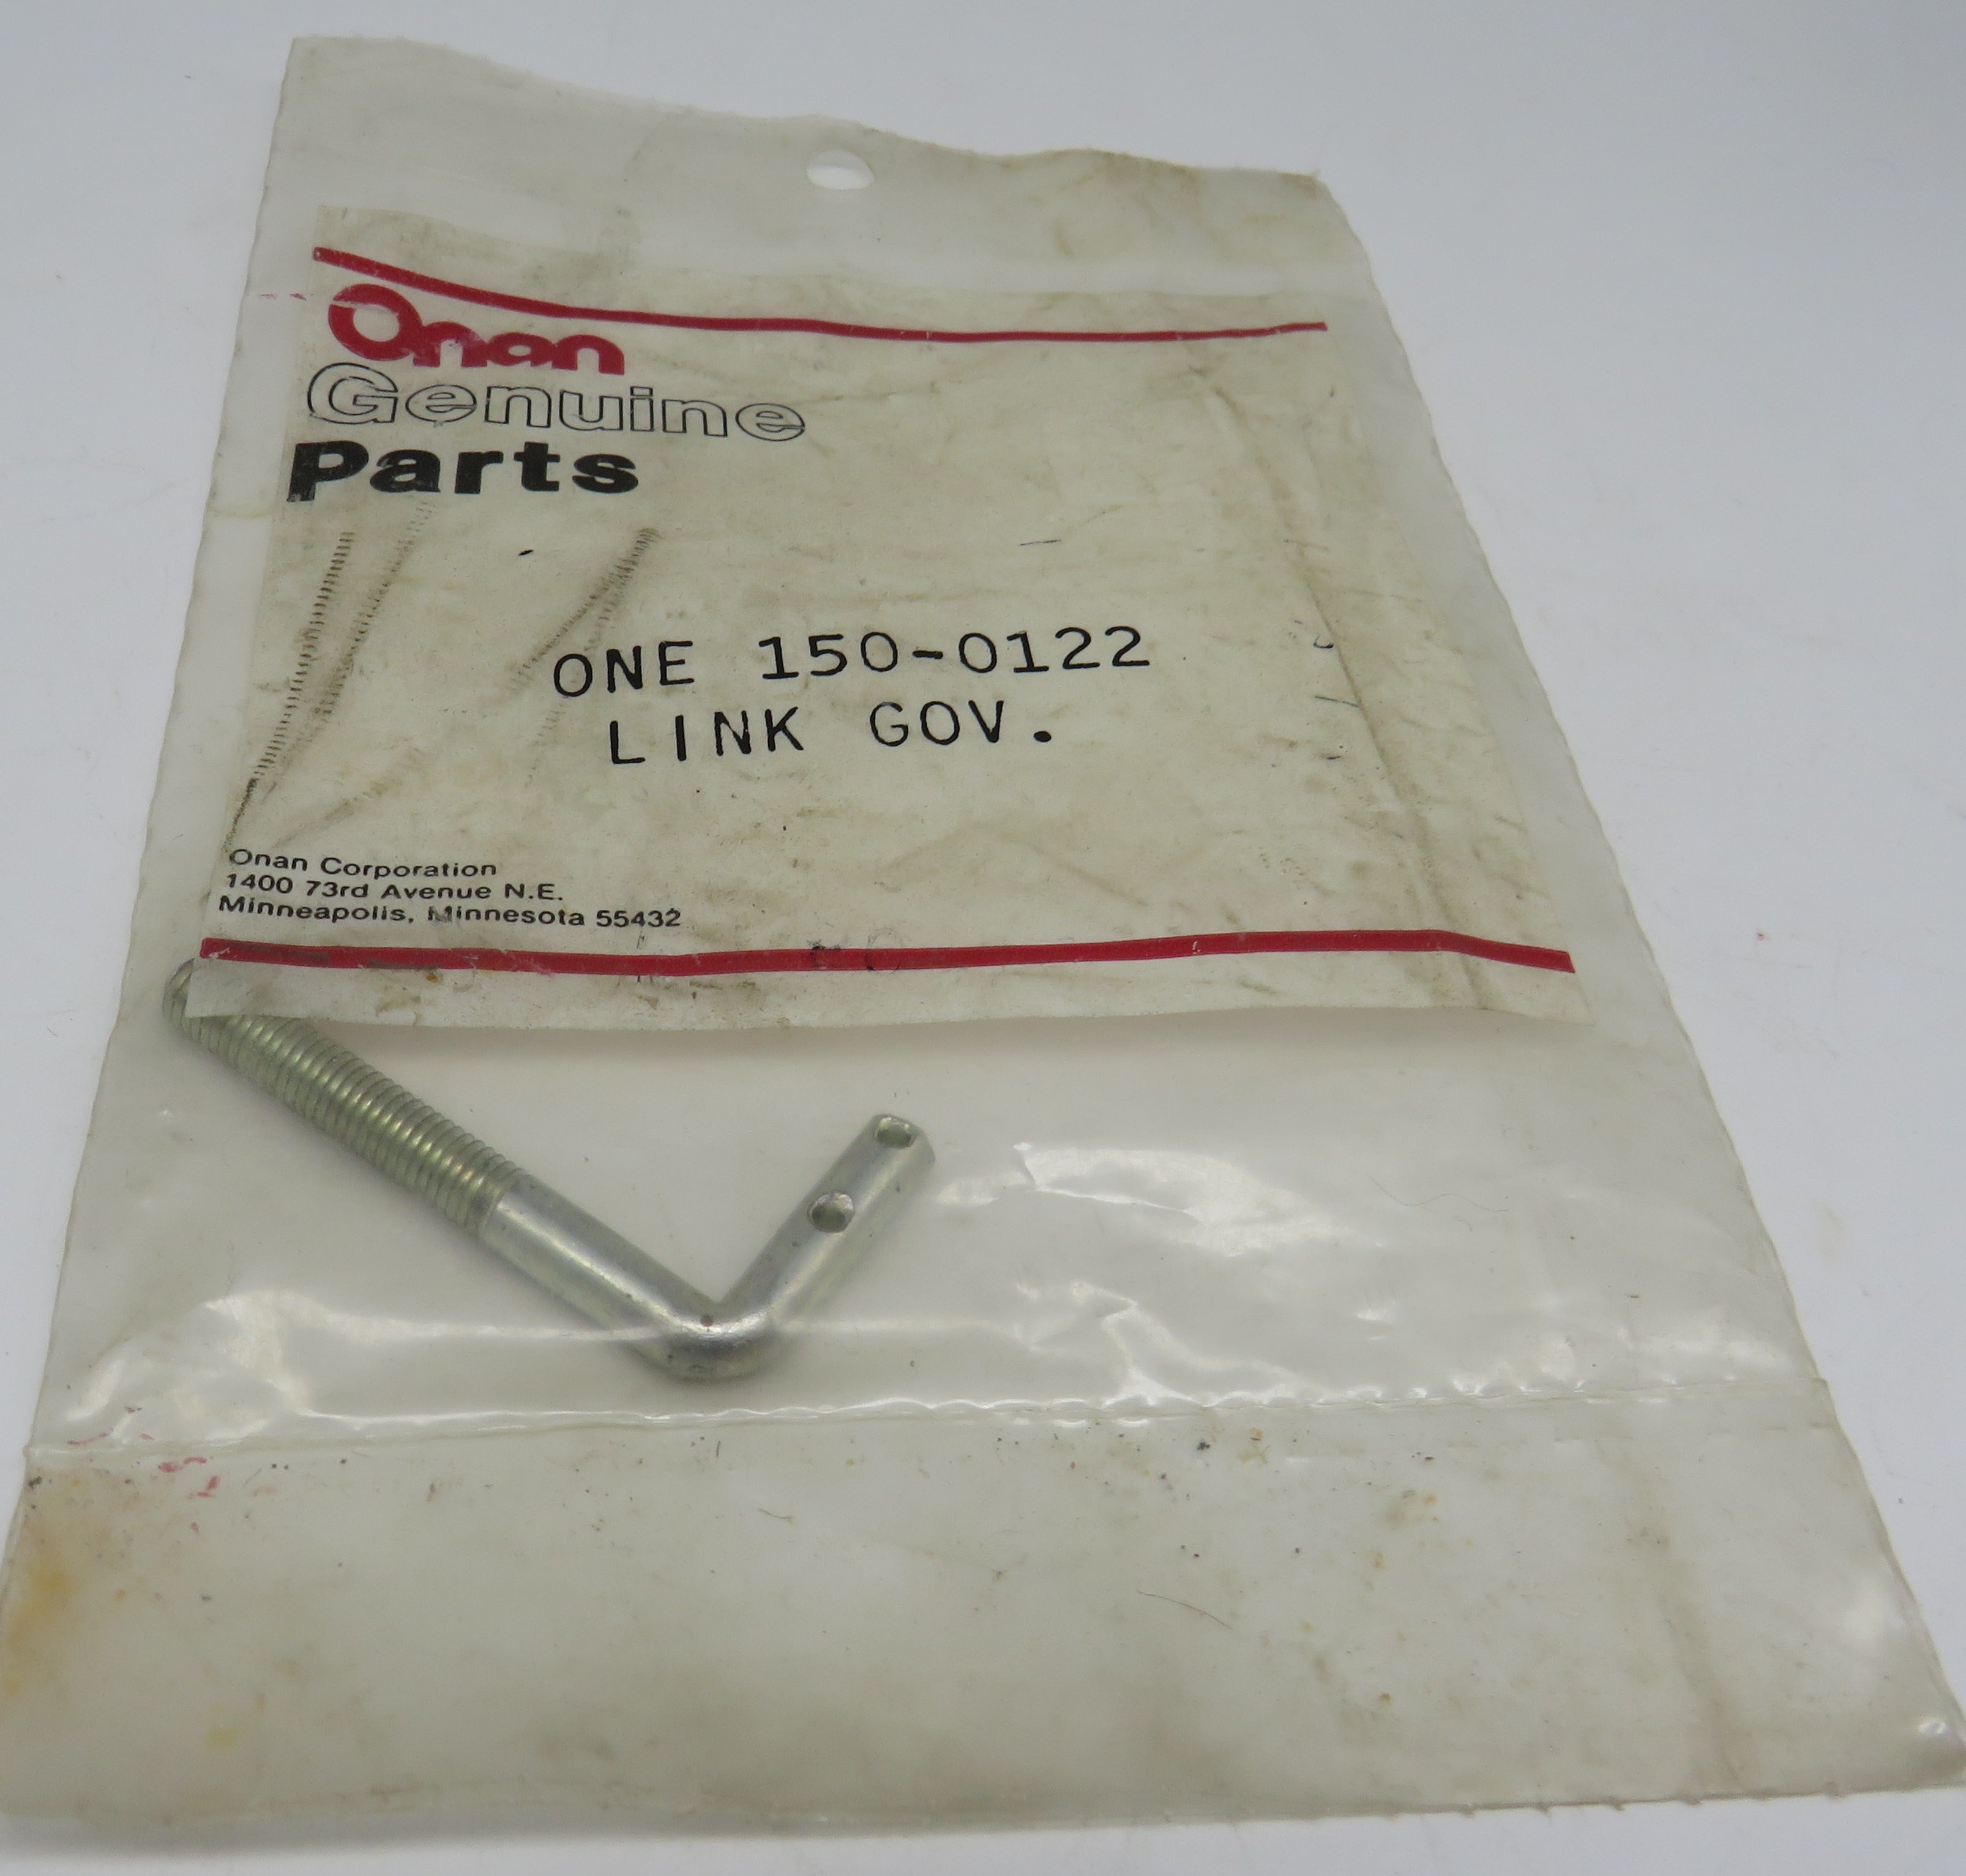 Onan
Genuine
Parts
ONE 150-0122
LINK GOV.
Onan Corporation
1400 73rd Avenue N.E.
Minneapolis, Minnesota 55432